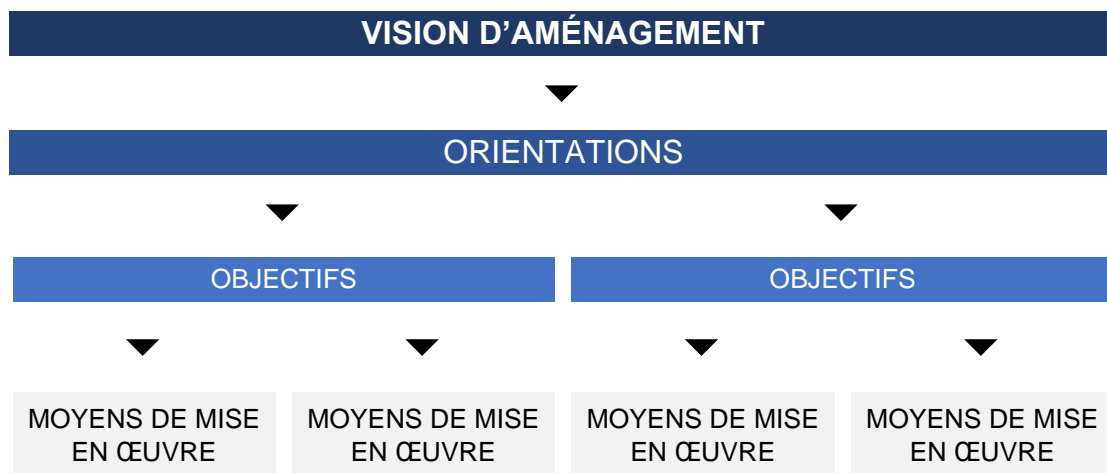 VISION D’AMÉNAGEMENT
ORIENTATIONS
OBJECTIFS
OBJECTIFS
MOYENS DE MISE
EN ŒUVRE
MOYENS DE MISE
EN ŒUVRE
MOYENS DE MISE
EN ŒUVRE
MOYENS DE MISE
EN ŒUVRE